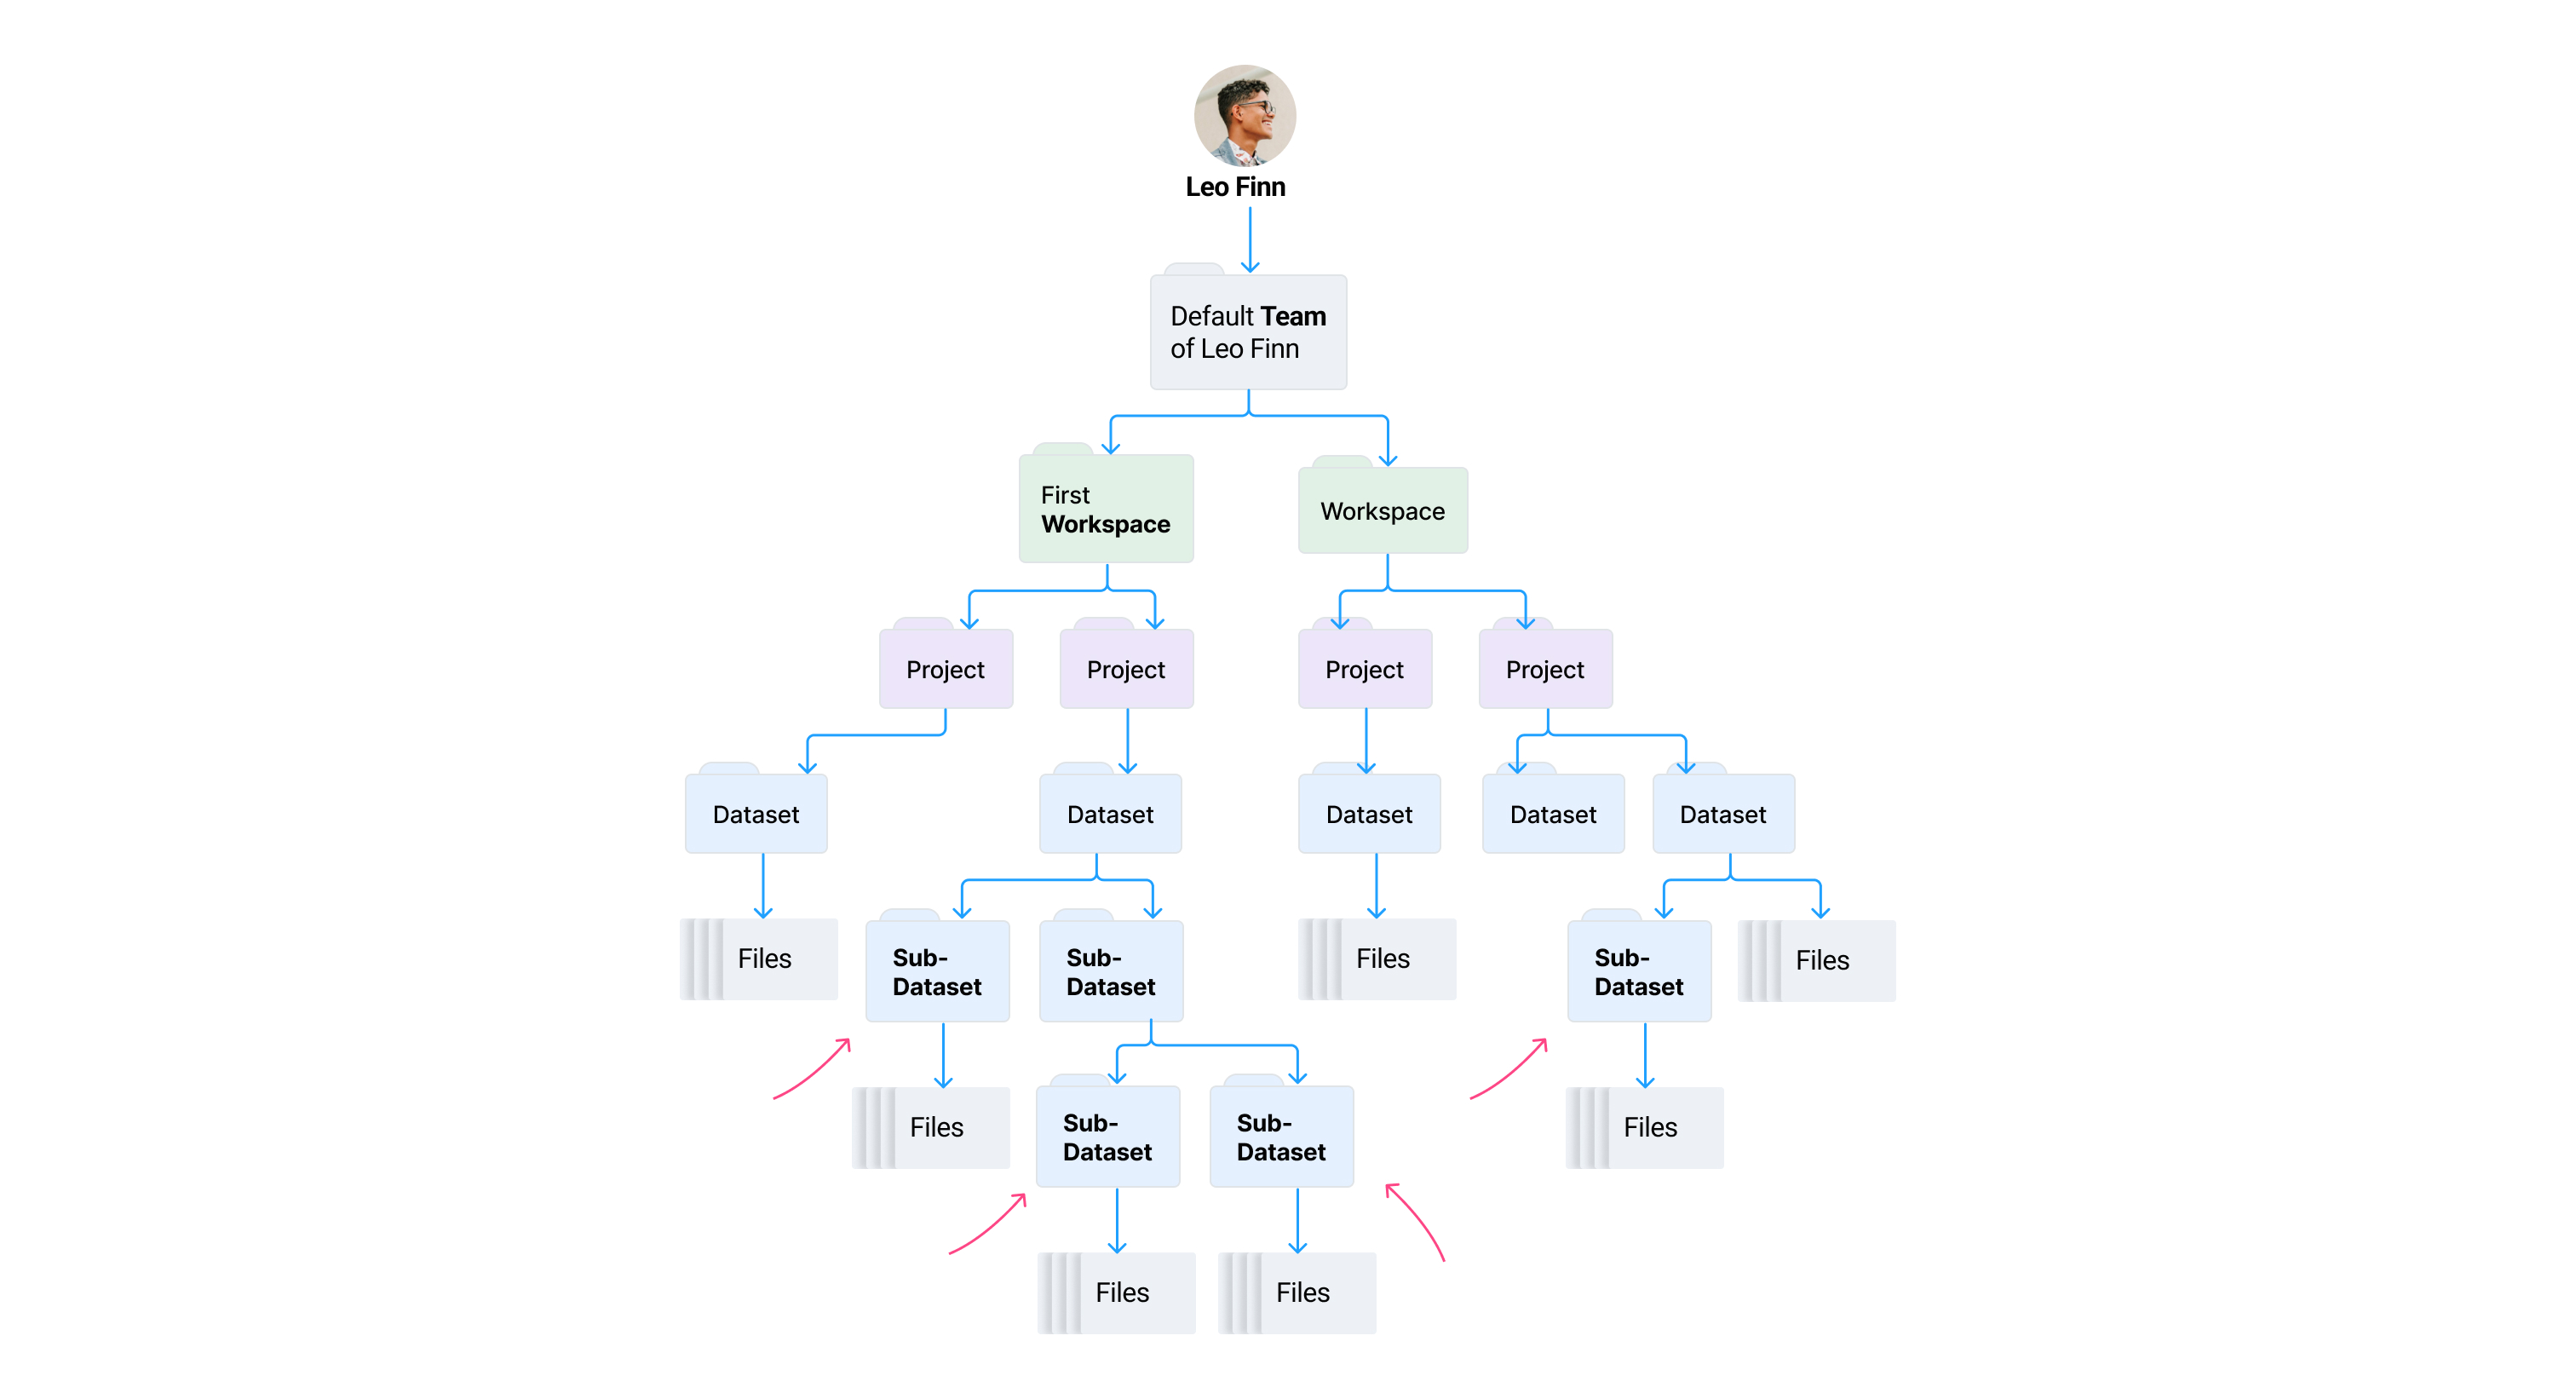 Leo Finn
Default Team
of Leo Finn
First
Workspace
Workspace
Project
Project
Project
Project
Dataset
Dataset
Dataset
Dataset
Dataset
Files
Sub-
Dataset
Sub-
Dataset
Files
Sub-
Dataset
Files
Files
Sub-
Dataset
Sub-
Dataset
Files
Files
Files